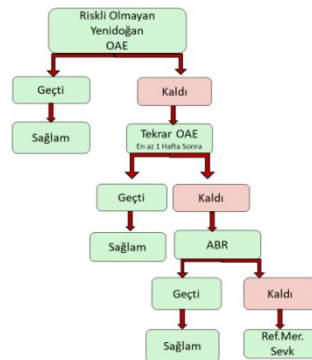 Riskli Olmayan
Yenidoğan
OAE
Geçti
Kaldı
Sağlam
Tekrar OAE
En az 1 Hafta Sonra
Geçti
Kaldı
Sağlam
ABR
Geçti
Kaldı
Sağlam
Ref.Mer.
Sevk